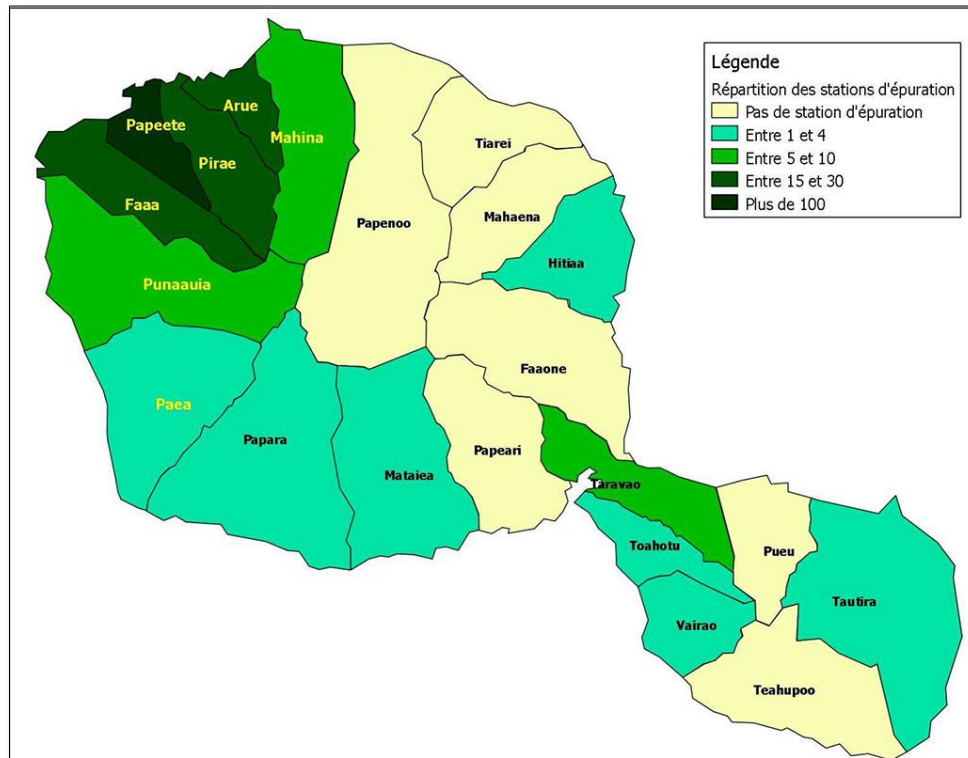 Légende
Répartition des stations d'épuration
Pas de station d'épuration
Entre 1 et 4
Entre 5 et 10
Entre 15 et 30
Plus de 100
Arue
Papeete
Mahina
Pirae
Tiarei
Faaa
Mahaena
Papenoo
Hitiaa
Punaauia
Faaone
Paea
Papara
Papeari
Mataiea
Taravao
Toahotu
Pueu
Tautira
Vairao
Teahupoo